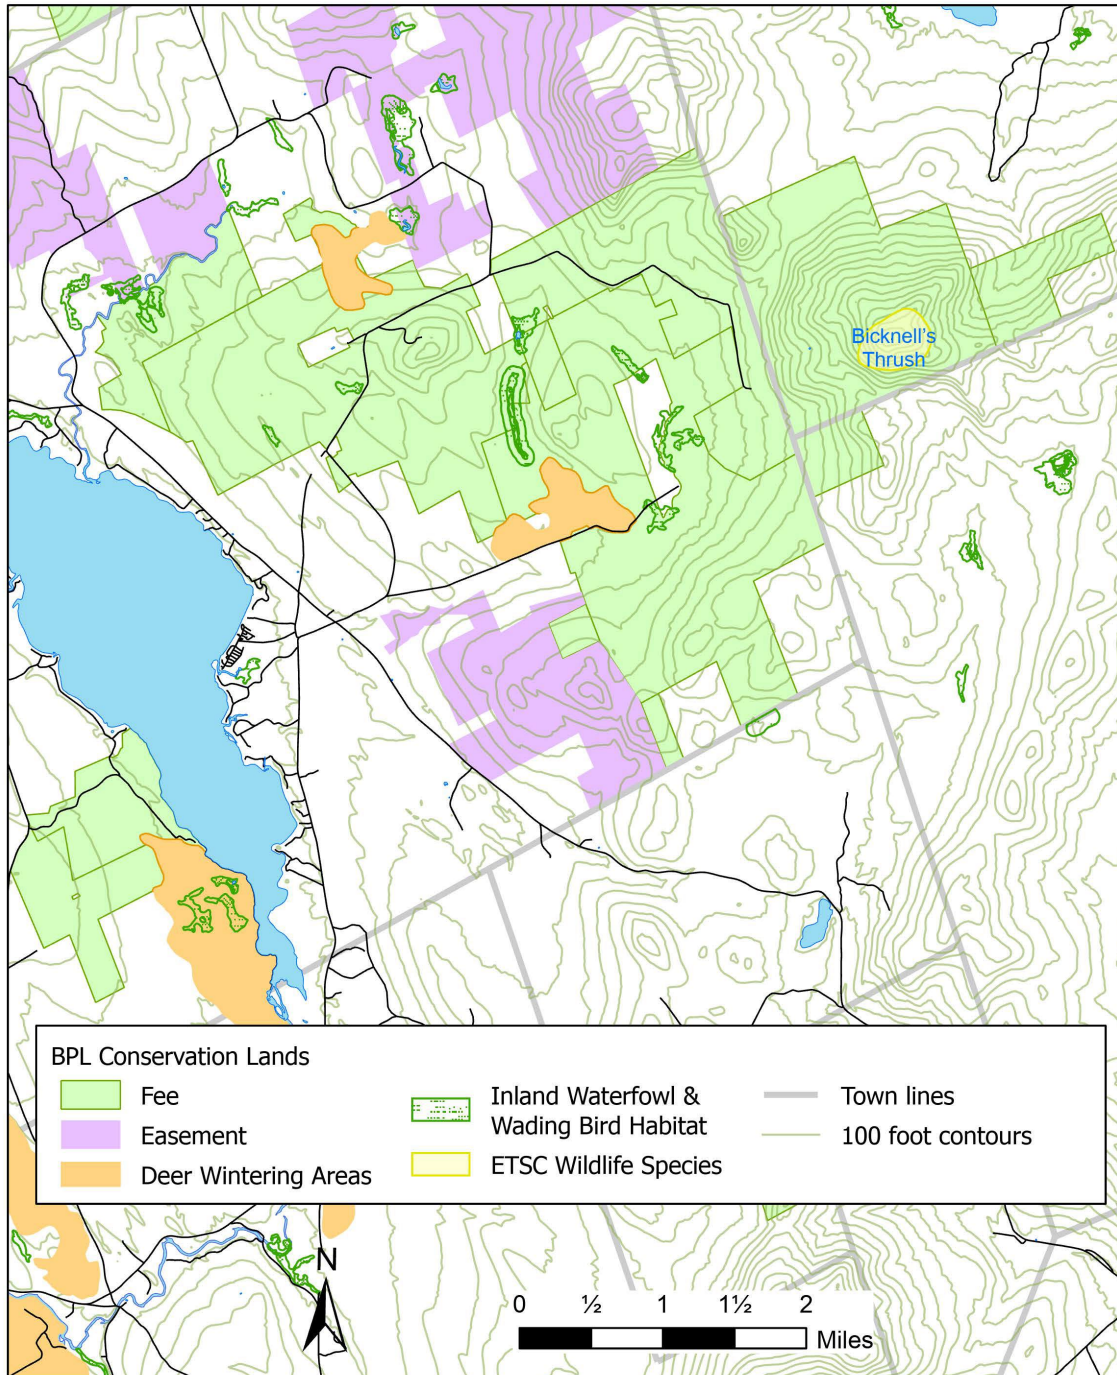 Bicknell's
Thrush
BPL Conservation Lands
Fee
Easement
Deer Wintering Areas
Inland Waterfowl &
Wading Bird Habitat
ETSC Wildlife Species
Town lines
100 foot contours
N
0 ½ 1 1½ 2
Miles